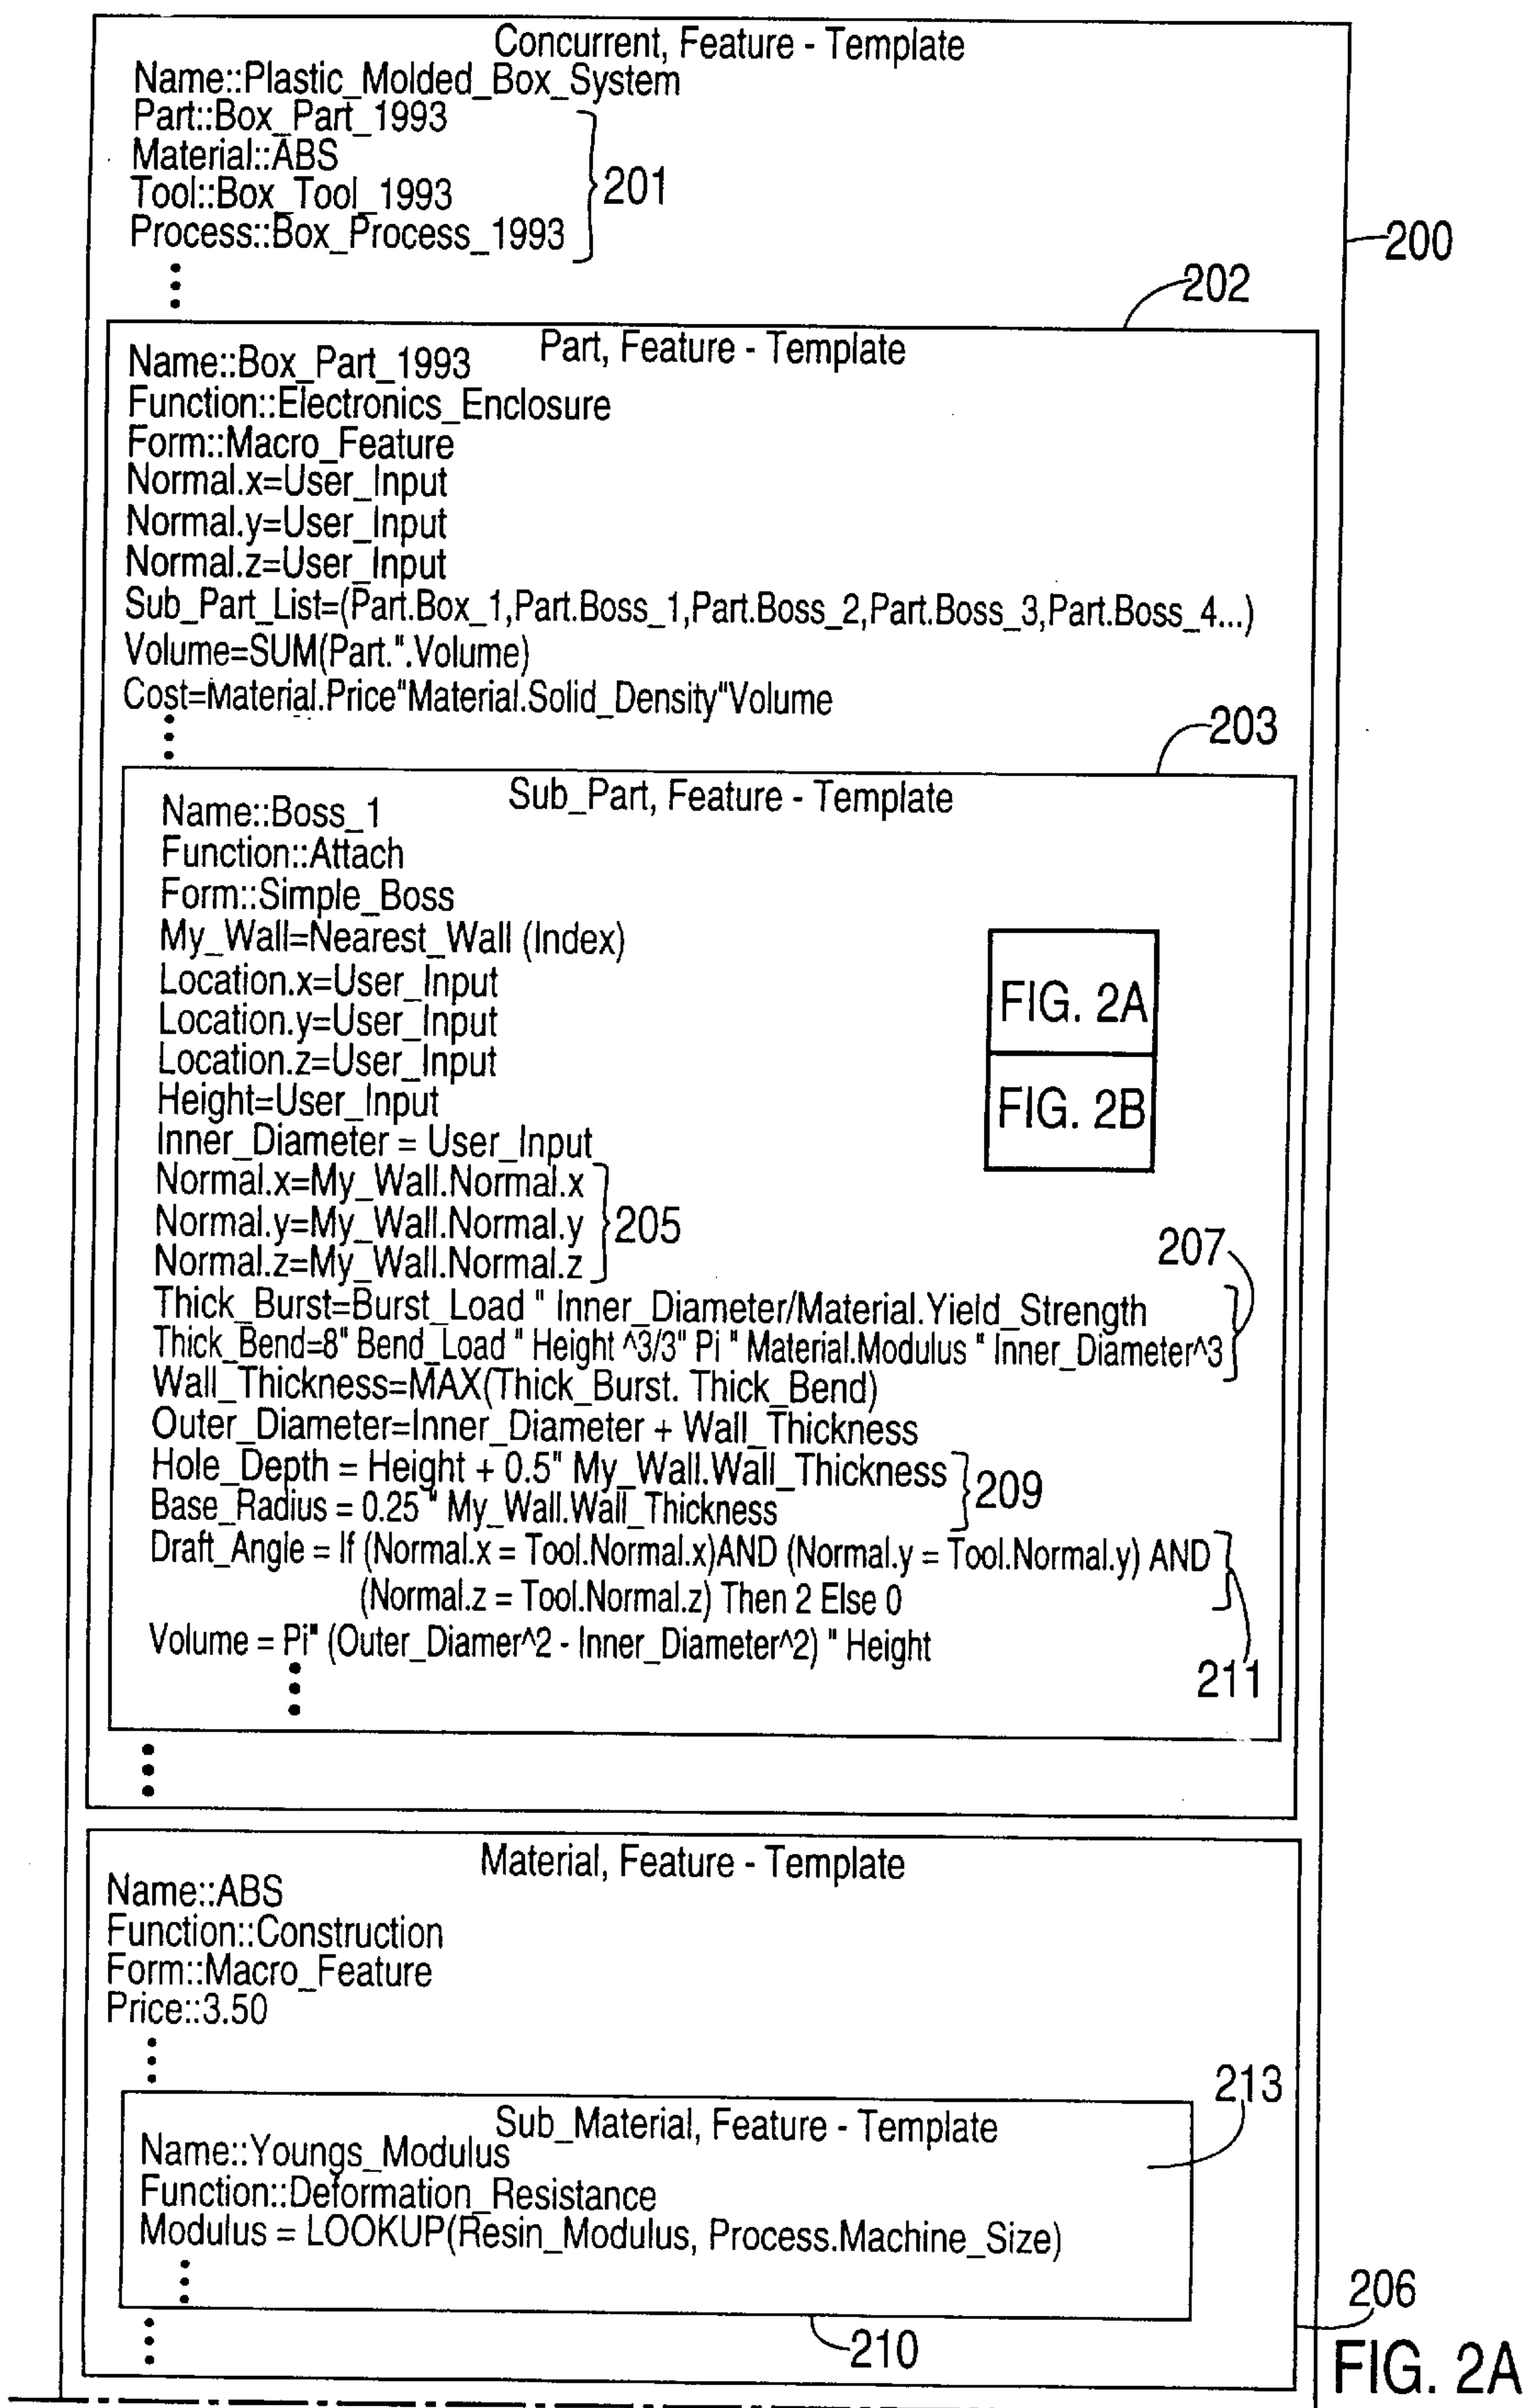 Concurrent, Feature - Template
Name::Plastic_Molded_Box_System
Part::Box_Part_1993
Material::ABS
Tool::Box_Tool_1993
Process::Box_Process_1993
201
200
202
Part, Feature - Template
Name::Box_Part_1993
Function::Electronics_Enclosure
Form::Macro_Feature
Normal.x=User_Input
Normal.y=User_Input
Normal.z=User_Input
Sub_Part_List=(Part.Box_1,Part.Boss_1,Part.Boss_2,Part.Boss_3,Part.Boss_4...)
Volume=SUM(Part.".Volume)
Cost=Material.Price"Material.Solid_Density"Volume
203
Sub_Part, Feature - Template
Name::Boss_1
Function::Attach
Form::Simple_Boss
My_Wall=Nearest_Wall (Index)
Location.x=User_Input
Location.y=User_Input
Location.z=User_Input
Height=User_Input
Inner_Diameter = User_Input
FIG. 2A
FIG. 2B
Normal.x=My_Wall.Normal.x
Normal.y=My_Wall.Normal.y
Normal.z=My_Wall.Normal.z
205
207
Thick_Burst=Burst_Load " Inner_Diameter/Material.Yield_Strength
Thick_Bend=8" Bend_Load " Height ^3/3" Pi " Material.Modulus " Inner_Diameter^3
Wall_Thickness=MAX(Thick_Burst. Thick_Bend)
Outer_Diameter=Inner_Diameter + Wall_Thickness
Hole_Depth = Height + 0.5" My_Wall.Wall_Thickness
Base_Radius = 0.25 " My_Wall.Wall_Thickness
209
Draft_Angle = If (Normal.x = Tool.Normal.x)AND (Normal.y = Tool.Normal.y) AND
(Normal.z = Tool.Normal.z) Then 2 Else 0
Volume = Pi" (Outer_Diamer^2 - Inner_Diameter^2) " Height
211
Material, Feature - Template
Name::ABS
Function::Construction
Form::Macro_Feature
Price::3.50
213
Sub_Material, Feature - Template
Name::Youngs_Modulus
Function::Deformation_Resistance
Modulus = LOOKUP(Resin_Modulus, Process.Machine_Size)
206
210
FIG. 2A